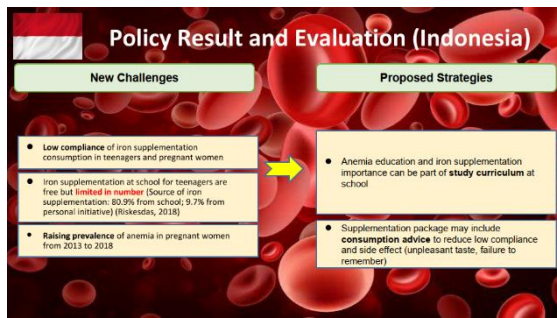 Policy Result and Evaluation (Indonesia)
New Challenges
● Low compliance of iron supplementation
consumption in teenagers and pregnant women
● Iron supplementation at school for teenagers are
free but limited in number (Source of iron
supplementation: 80.9% from school; 9.7% from
personal initiative) (Riskesdas, 2018)
● Raising prevalence of anemia in pregnant women
from 2013 to 2018
Proposed Strategies
● Anemia education and iron supplementation
importance can be part of study curriculum at
school
● Supplementation package may include
consumption advice to reduce low compliance
and side effect (unpleasant taste, failure to
remember)